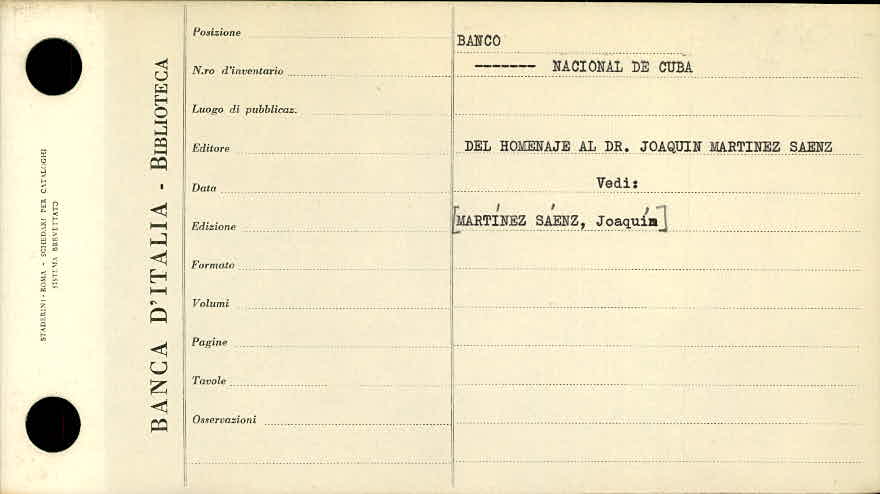 STADERINI - ROMA - SCHEDARI PER CATALOGHI
SISTEMA BREVETTATO
BANCA D'ITALIA - BIBLIOTECA
Posizione
N.ro d'inventario
Luogo di pubblicaz.
Editore
Data
Edizione
Formato
Volumi
Pagine
Tavole
Osservazioni
BANCO
------- NACIONAL DE CUBA
DEL HOMENAJE AL DR. JOAQUIN MARTINEZ SAENZ
Vedi:
[MARTÍNEZ SÁENZ, Joaquín]